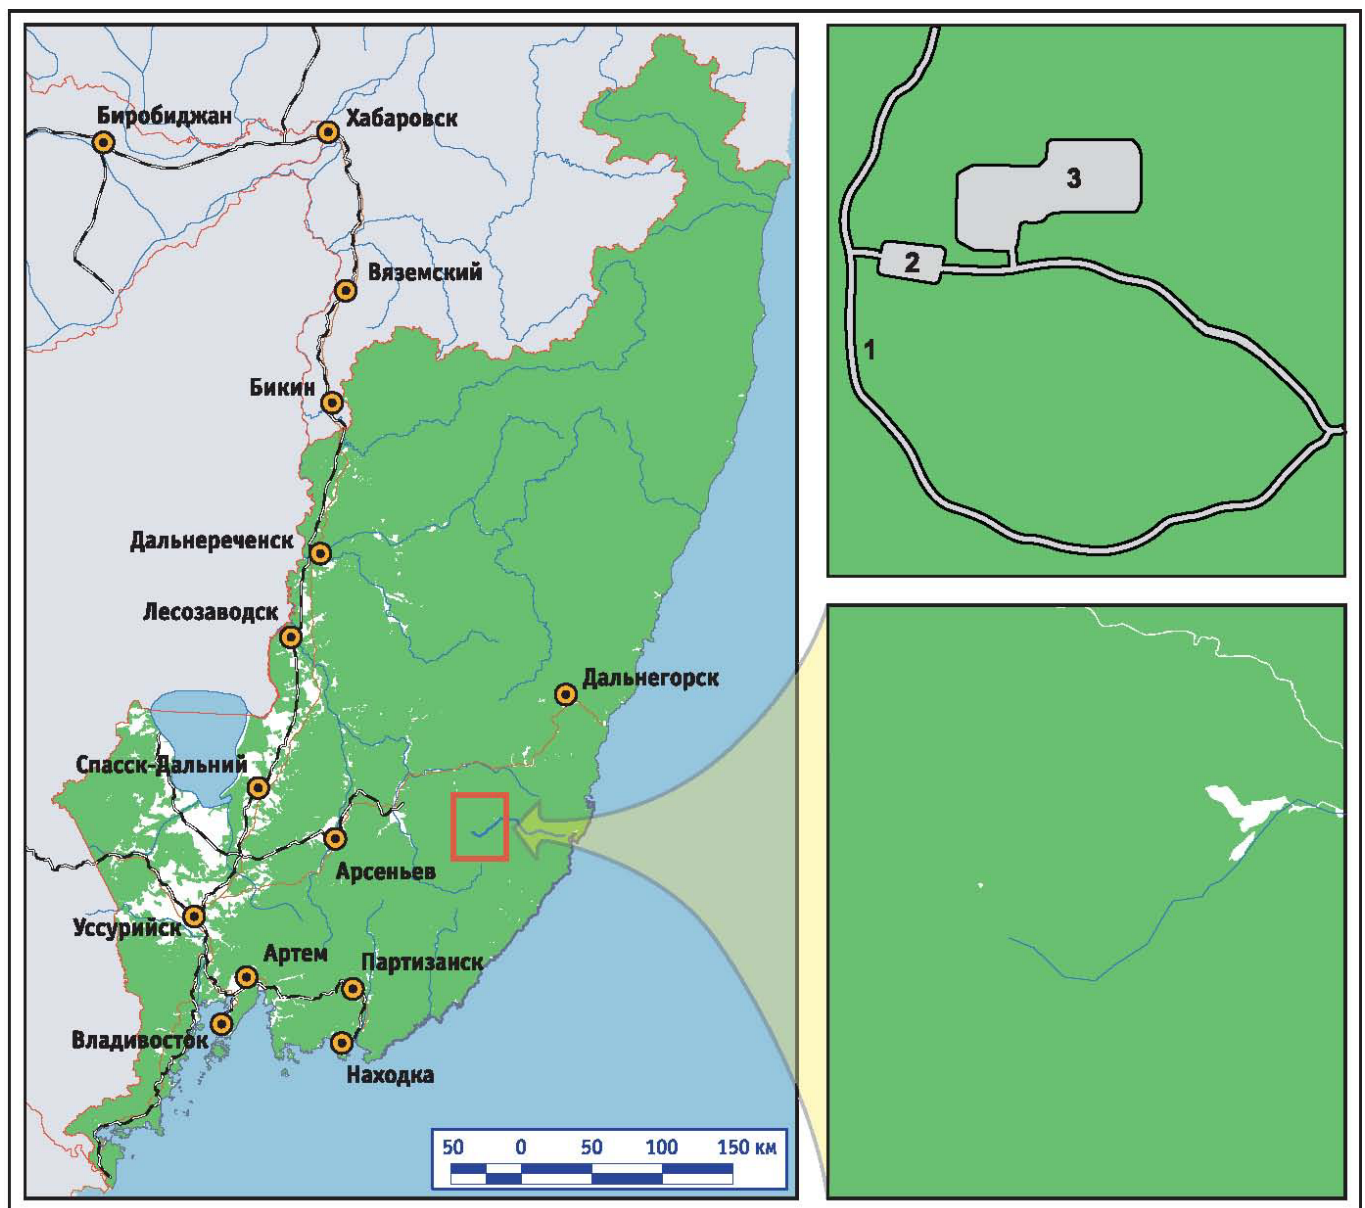 Биробиджан
Хабаровск
Вяземский
Бикин
Дальнереченск
Лесозаводск
Дальнегорск
Спасск-Дальний
Арсеньев
Уссурийск
Артем
Партизанск
Владивосток
Находка
50 0 50 100 150 км
3
2
1